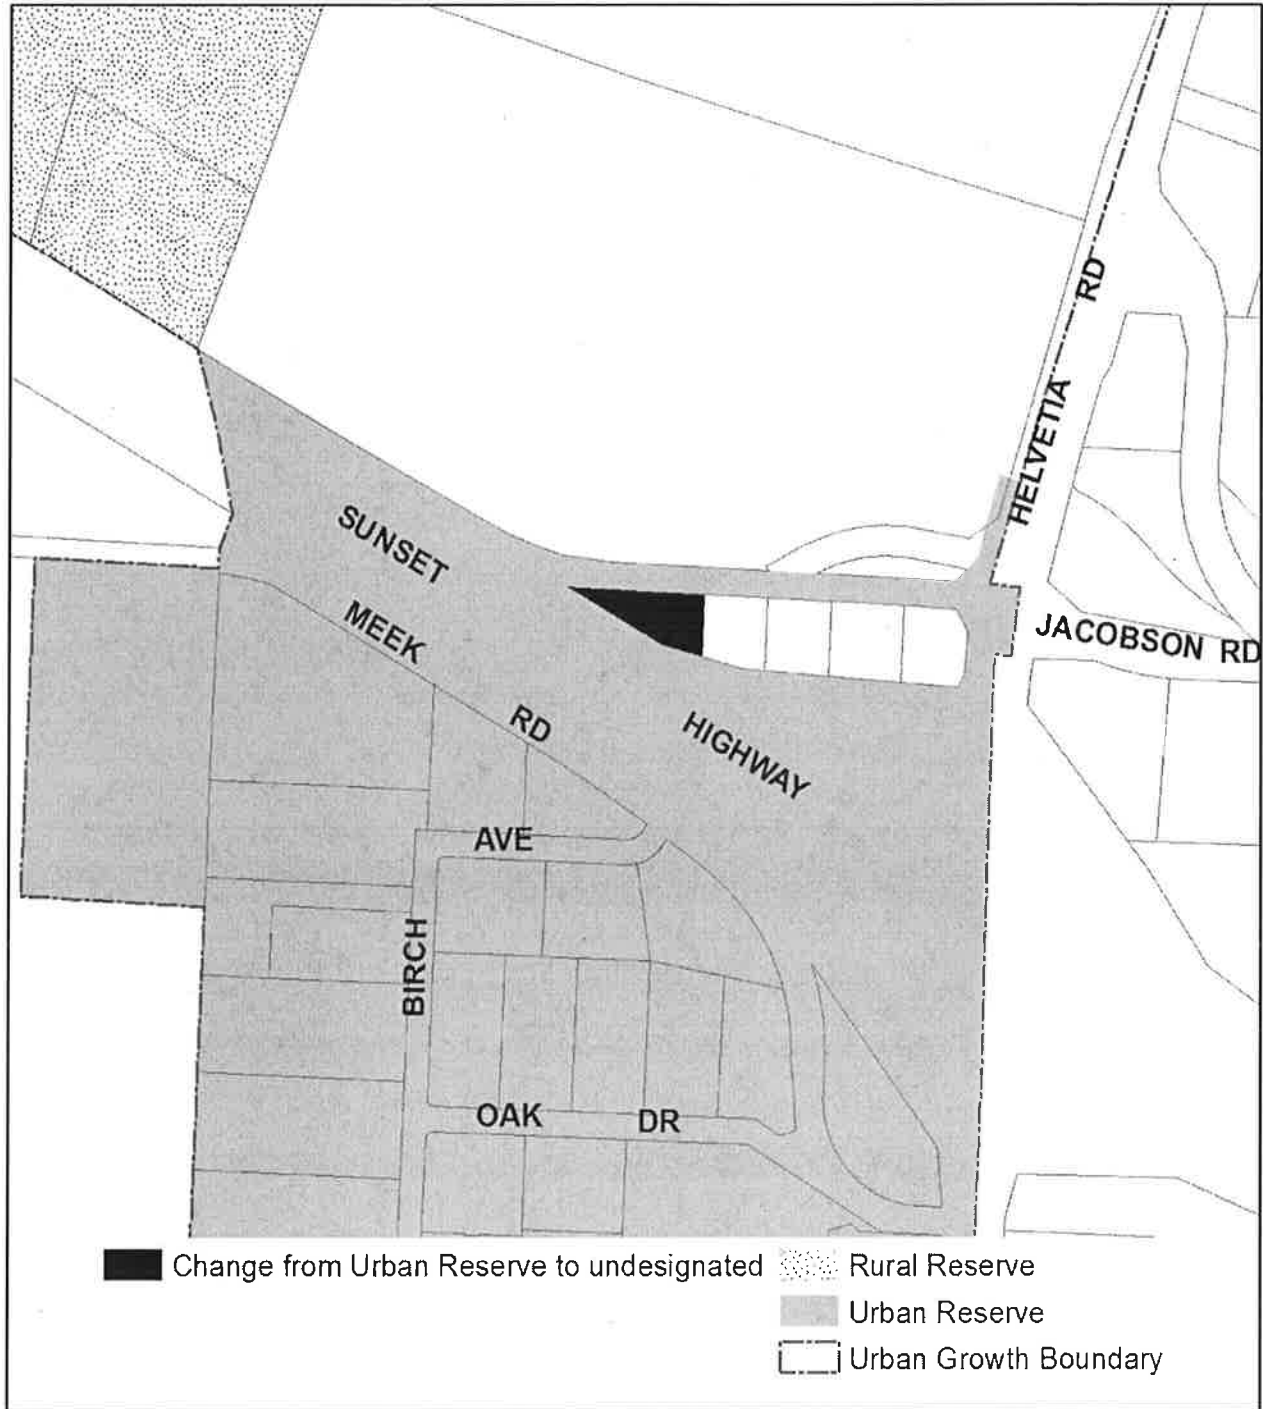 HELVETIA RD
SUNSET
MEEK
JACOBSON RD
RD
HIGHWAY
AVE
BIRCH
OAK DR
Change from Urban Reserve to undesignated
Rural Reserve
Urban Reserve
Urban Growth Boundary